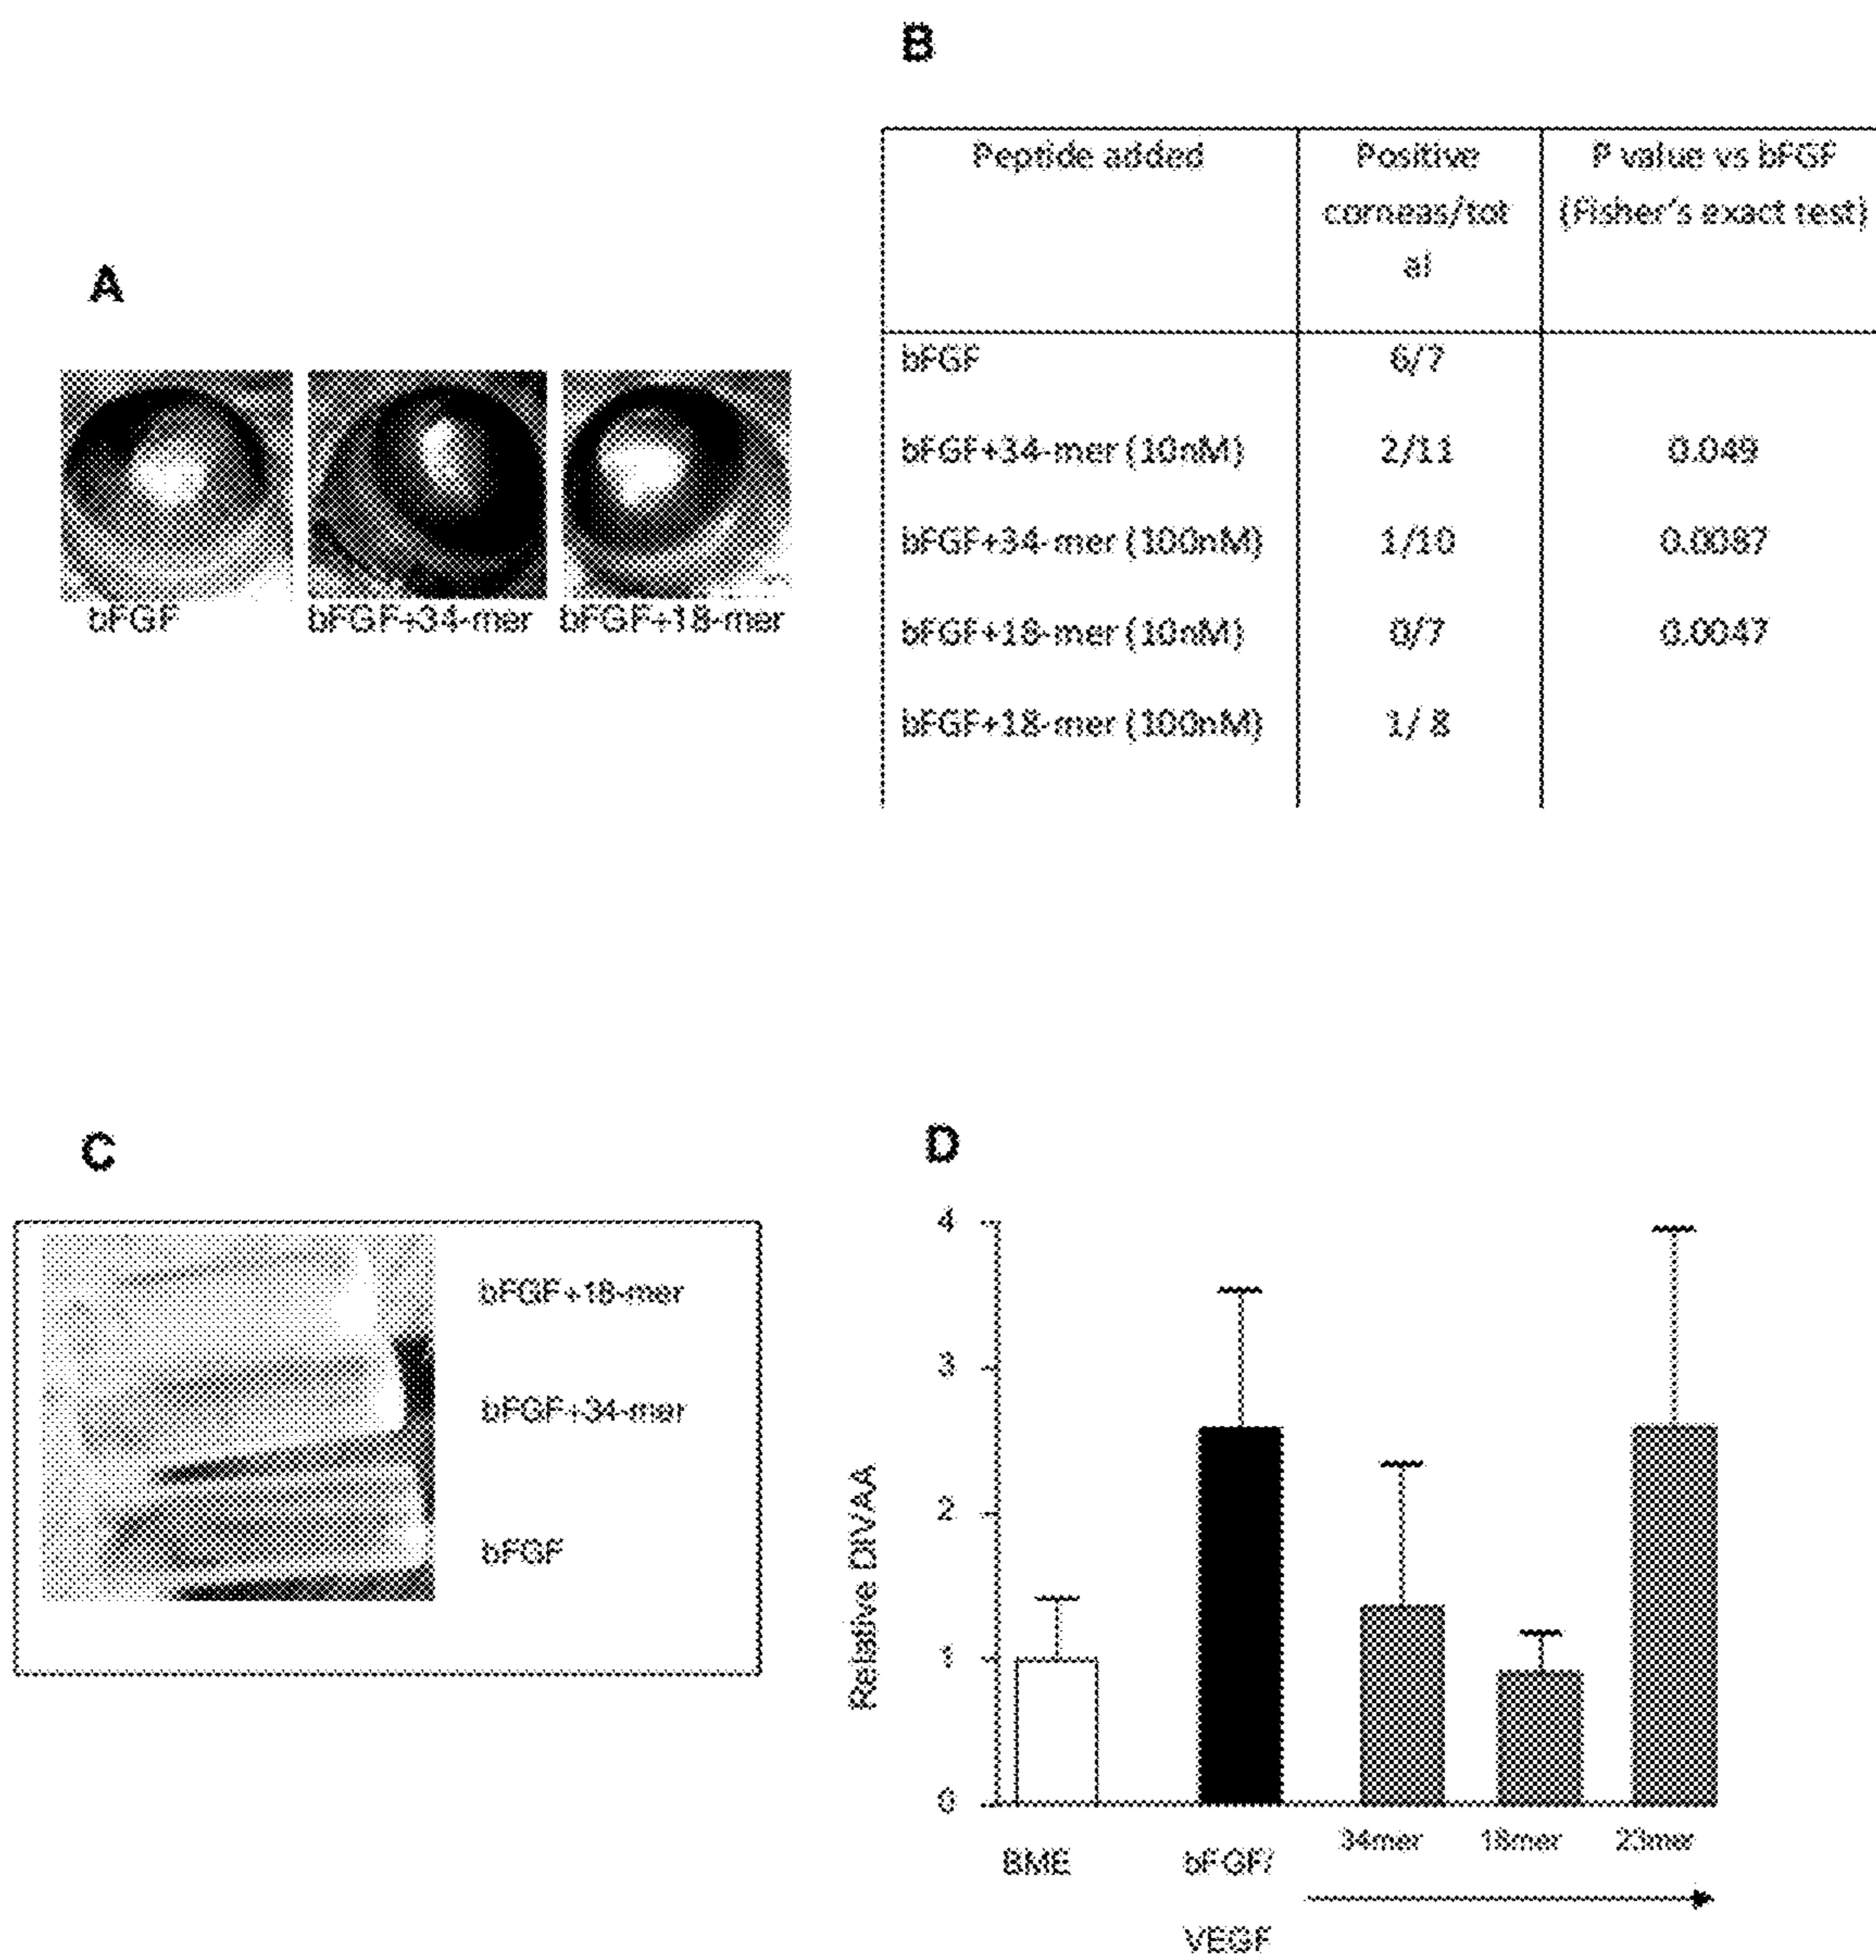 A
bFGF
bFGF+34-mer
bFGF+18-mer
B
Peptide added
Positive
corneas/tot
al
P value vs bFGF
(Fisher's exact test)
bFGF 6/7
bFGF+34-mer (10nM) 2/11 0.049
bFGF+34-mer (100nM) 1/10 0.0087
bFGF+18-mer (10nM) 0/7 0.0047
bFGF+18-mer (100nM) 1/ 8
C
bFGF+18-mer
bFGF+34-mer
bFGF
D
Relative DIVAA
4
3
2
1
0
BME
bFGF/
VEGF
34mer
18mer
23mer